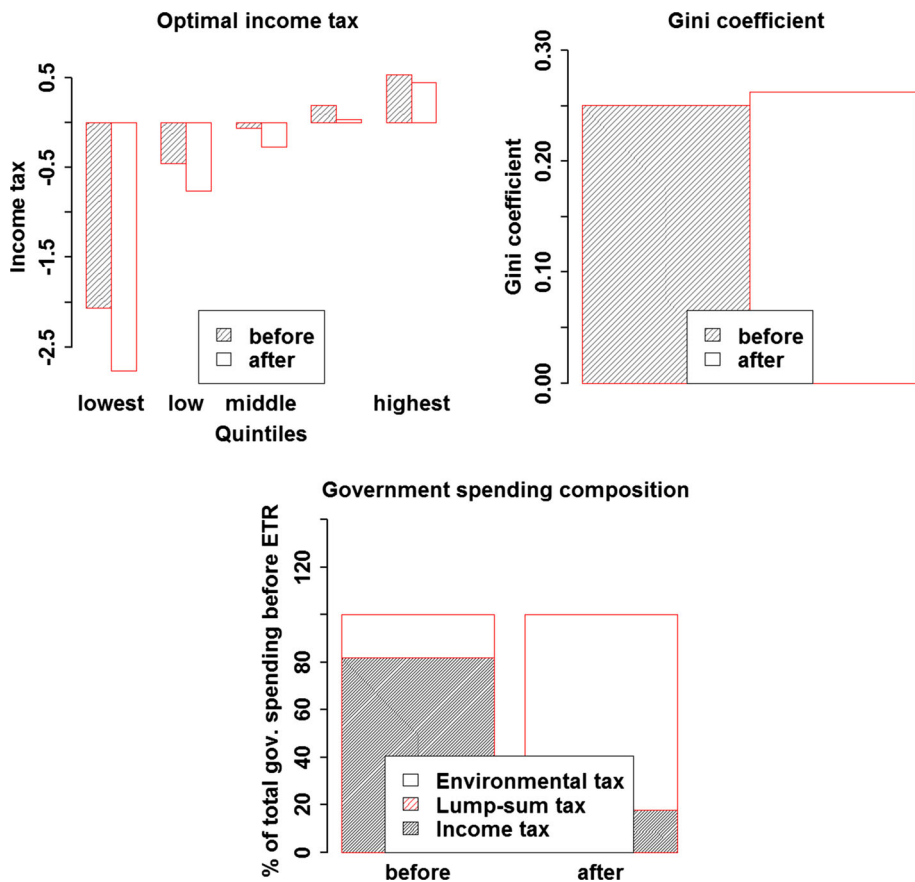 Optimal income tax
Income tax
0.5
-0.5
-1.5
-2.5
before
after
lowest low middle highest
Quintiles
Gini coefficient
Gini coefficient
0.30
0.20
0.10
0.00
before
after
Government spending composition
% of total gov. spending before ETR
120
80
40
20
0
Environmental tax
Lump-sum tax
Income tax
before after